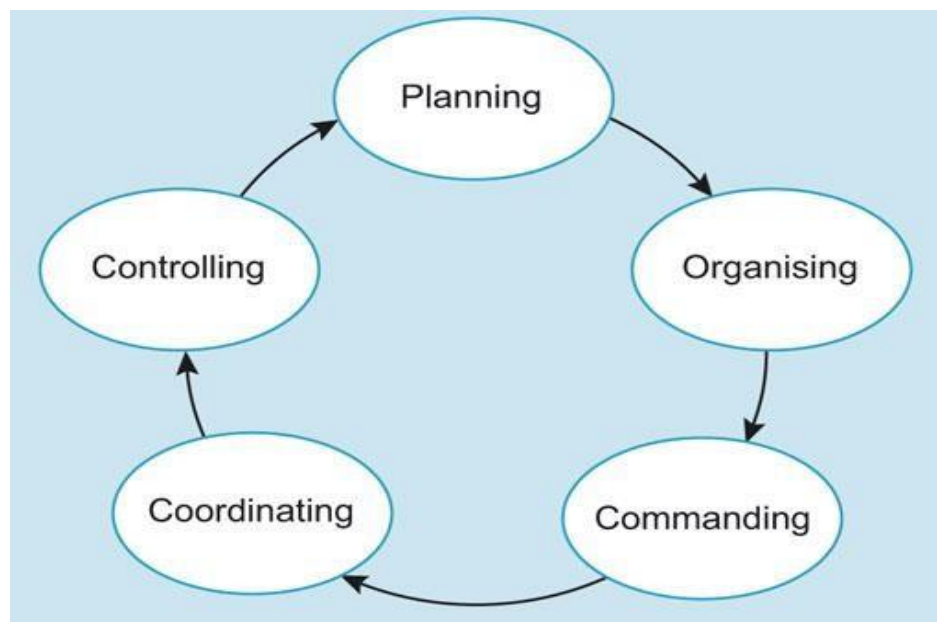 Planning
Organising
Commanding
Coordinating
Controlling